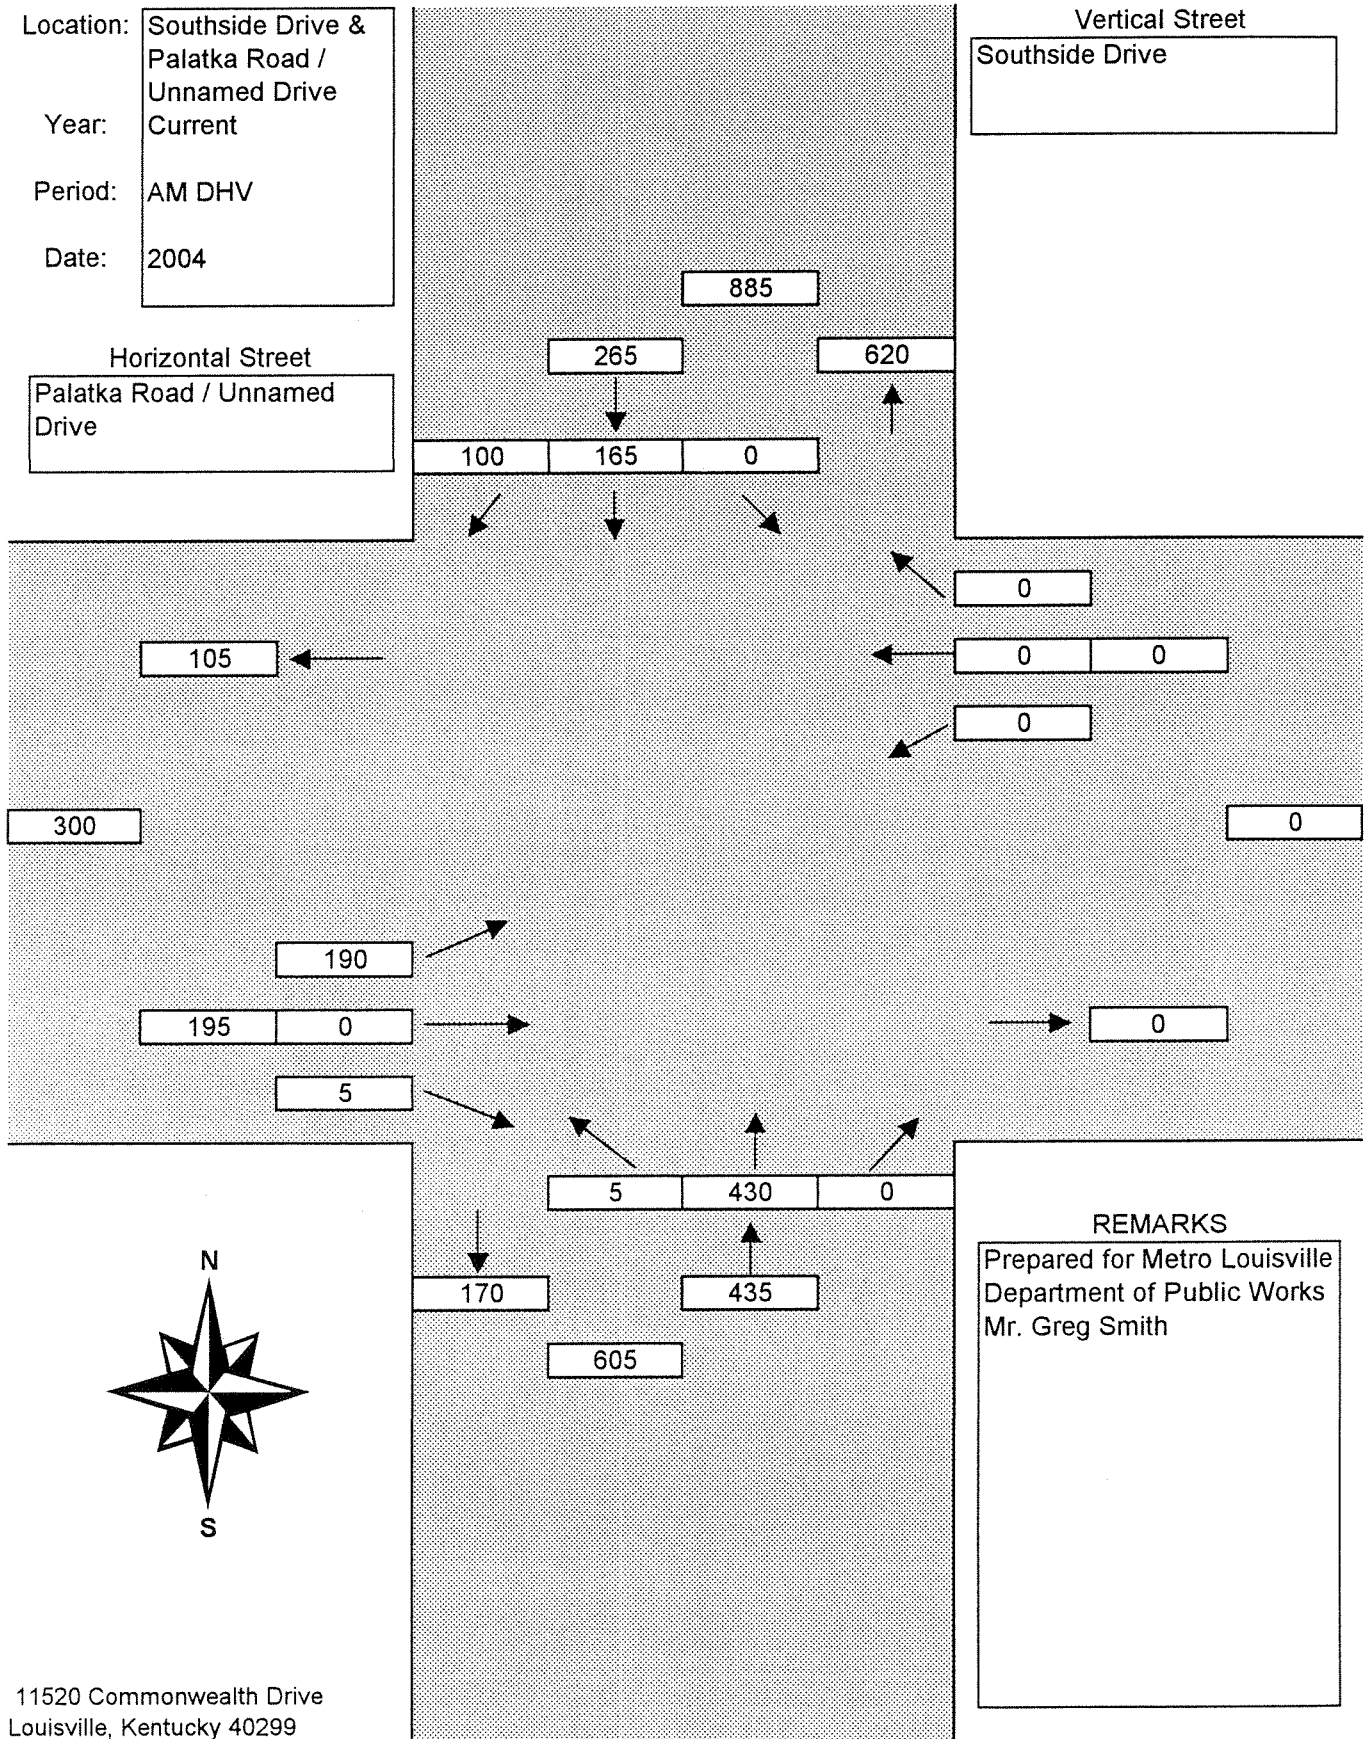 Location: Southside Drive &
Palatka Road /
Unnamed Drive
Year: Current
Period: AM DHV
Date: 2004
Horizontal Street
Palatka Road / Unnamed
Drive
Vertical Street
Southside Drive
885
265 620
100 165 0
0
105 0 0
0
300 0
190
195 0 0
5
5 430 0
170 435
605
N
S
REMARKS
Prepared for Metro Louisville
Department of Public Works
Mr. Greg Smith
11520 Commonwealth Drive
Louisville, Kentucky 40299